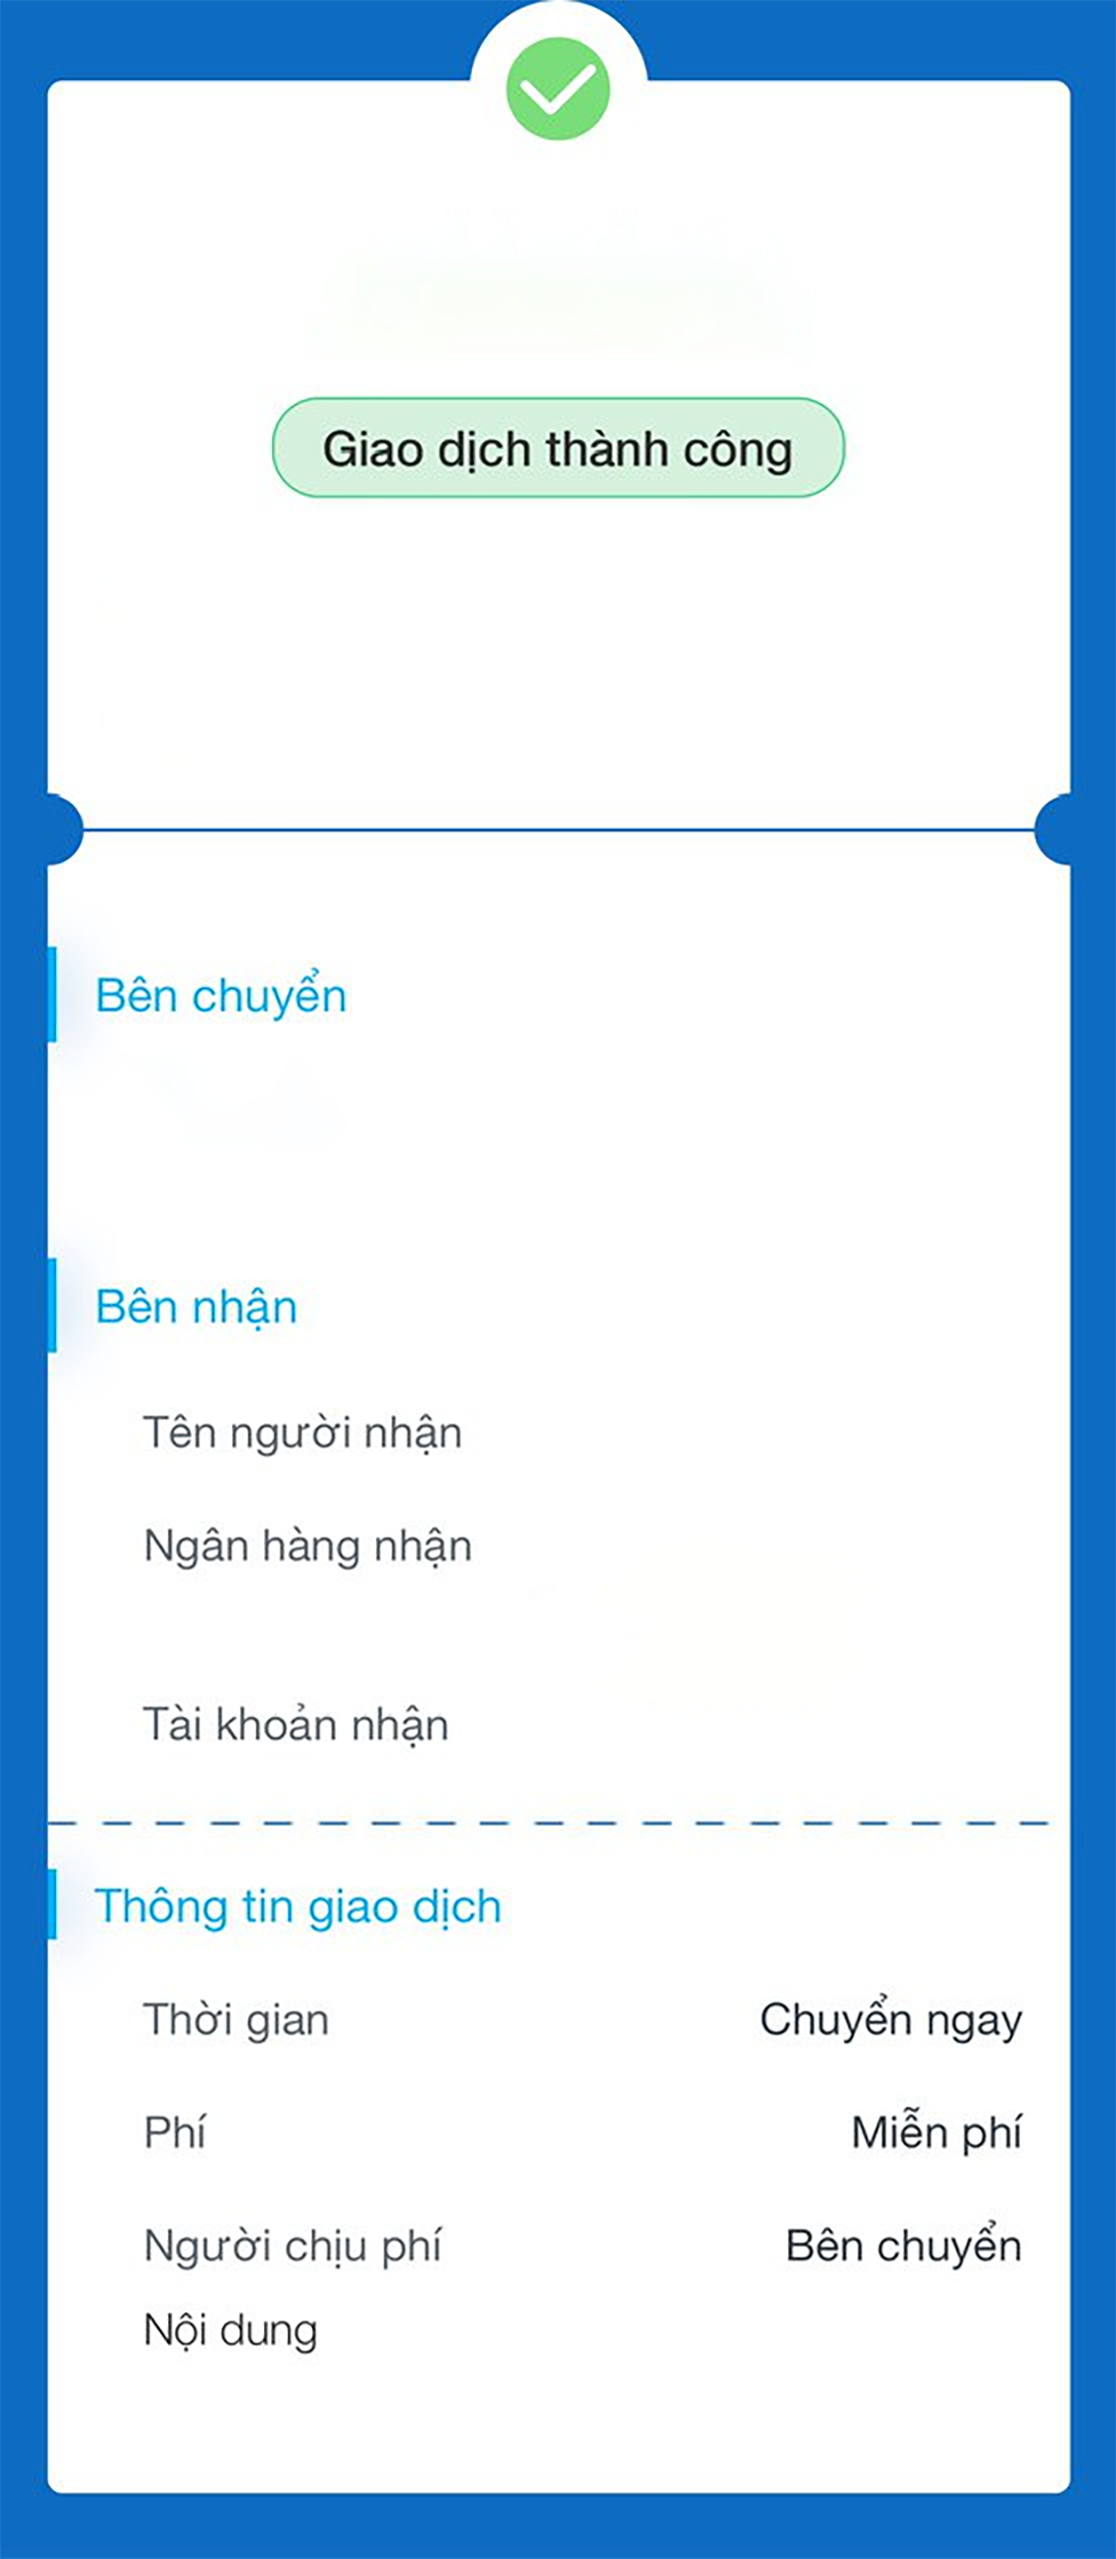 Giao dịch thành công
Bên chuyển
Bên nhận
Tên người nhận
Ngân hàng nhận
Tài khoản nhận
Thông tin giao dịch
Thời gian Chuyển ngay
Phí Miễn phí
Người chịu phí Bên chuyển
Nội dung